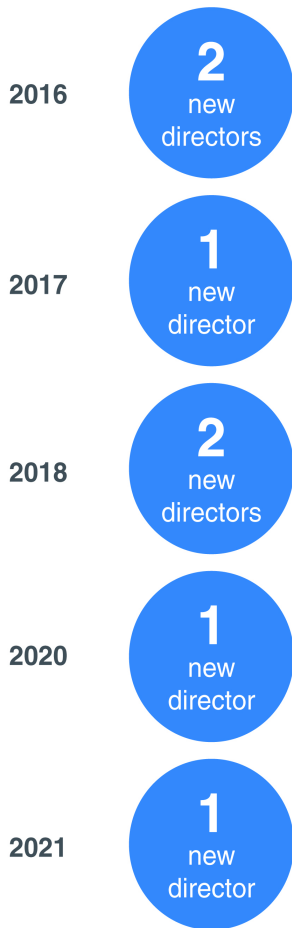 2016
2
new
directors
2017
1
new
director
2018
2
new
directors
2020
1
new
director
2021
1
new
director